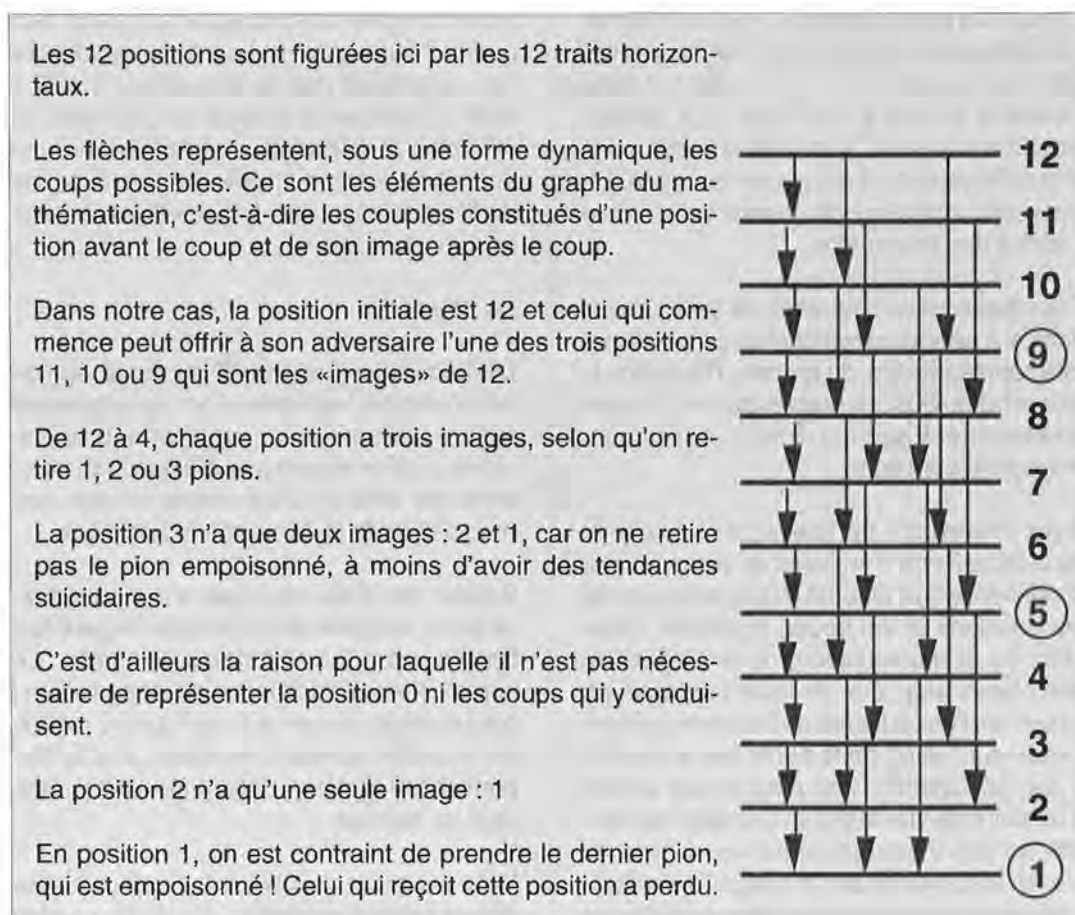 Les 12 positions sont figurées ici par les 12 traits horizon-
taux.
Les flèches représentent, sous une forme dynamique, les
coups possibles. Ce sont les éléments du graphe du ma-
thématicien, c'est-à-dire les couples constitués d'une posi-
tion avant le coup et de son image après le coup.
Dans notre cas, la position initiale est 12 et celui qui com-
mence peut offrir à son adversaire l'une des trois positions
11, 10 ou 9 qui sont les «images» de 12.
De 12 à 4, chaque position a trois images, selon qu'on re-
tire 1, 2 ou 3 pions.
La position 3 n'a que deux images : 2 et 1, car on ne retire
pas le pion empoisonné, à moins d'avoir des tendances
suicidaires.
C'est d'ailleurs la raison pour laquelle il n'est pas néces-
saire de représenter la position 0 ni les coups qui y condui-
sent.
La position 2 n'a qu'une seule image : 1
En position 1, on est contraint de prendre le dernier pion,
qui est empoisonné ! Celui qui reçoit cette position a perdu.
12
11
10
9
8
7
6
5
4
3
2
1